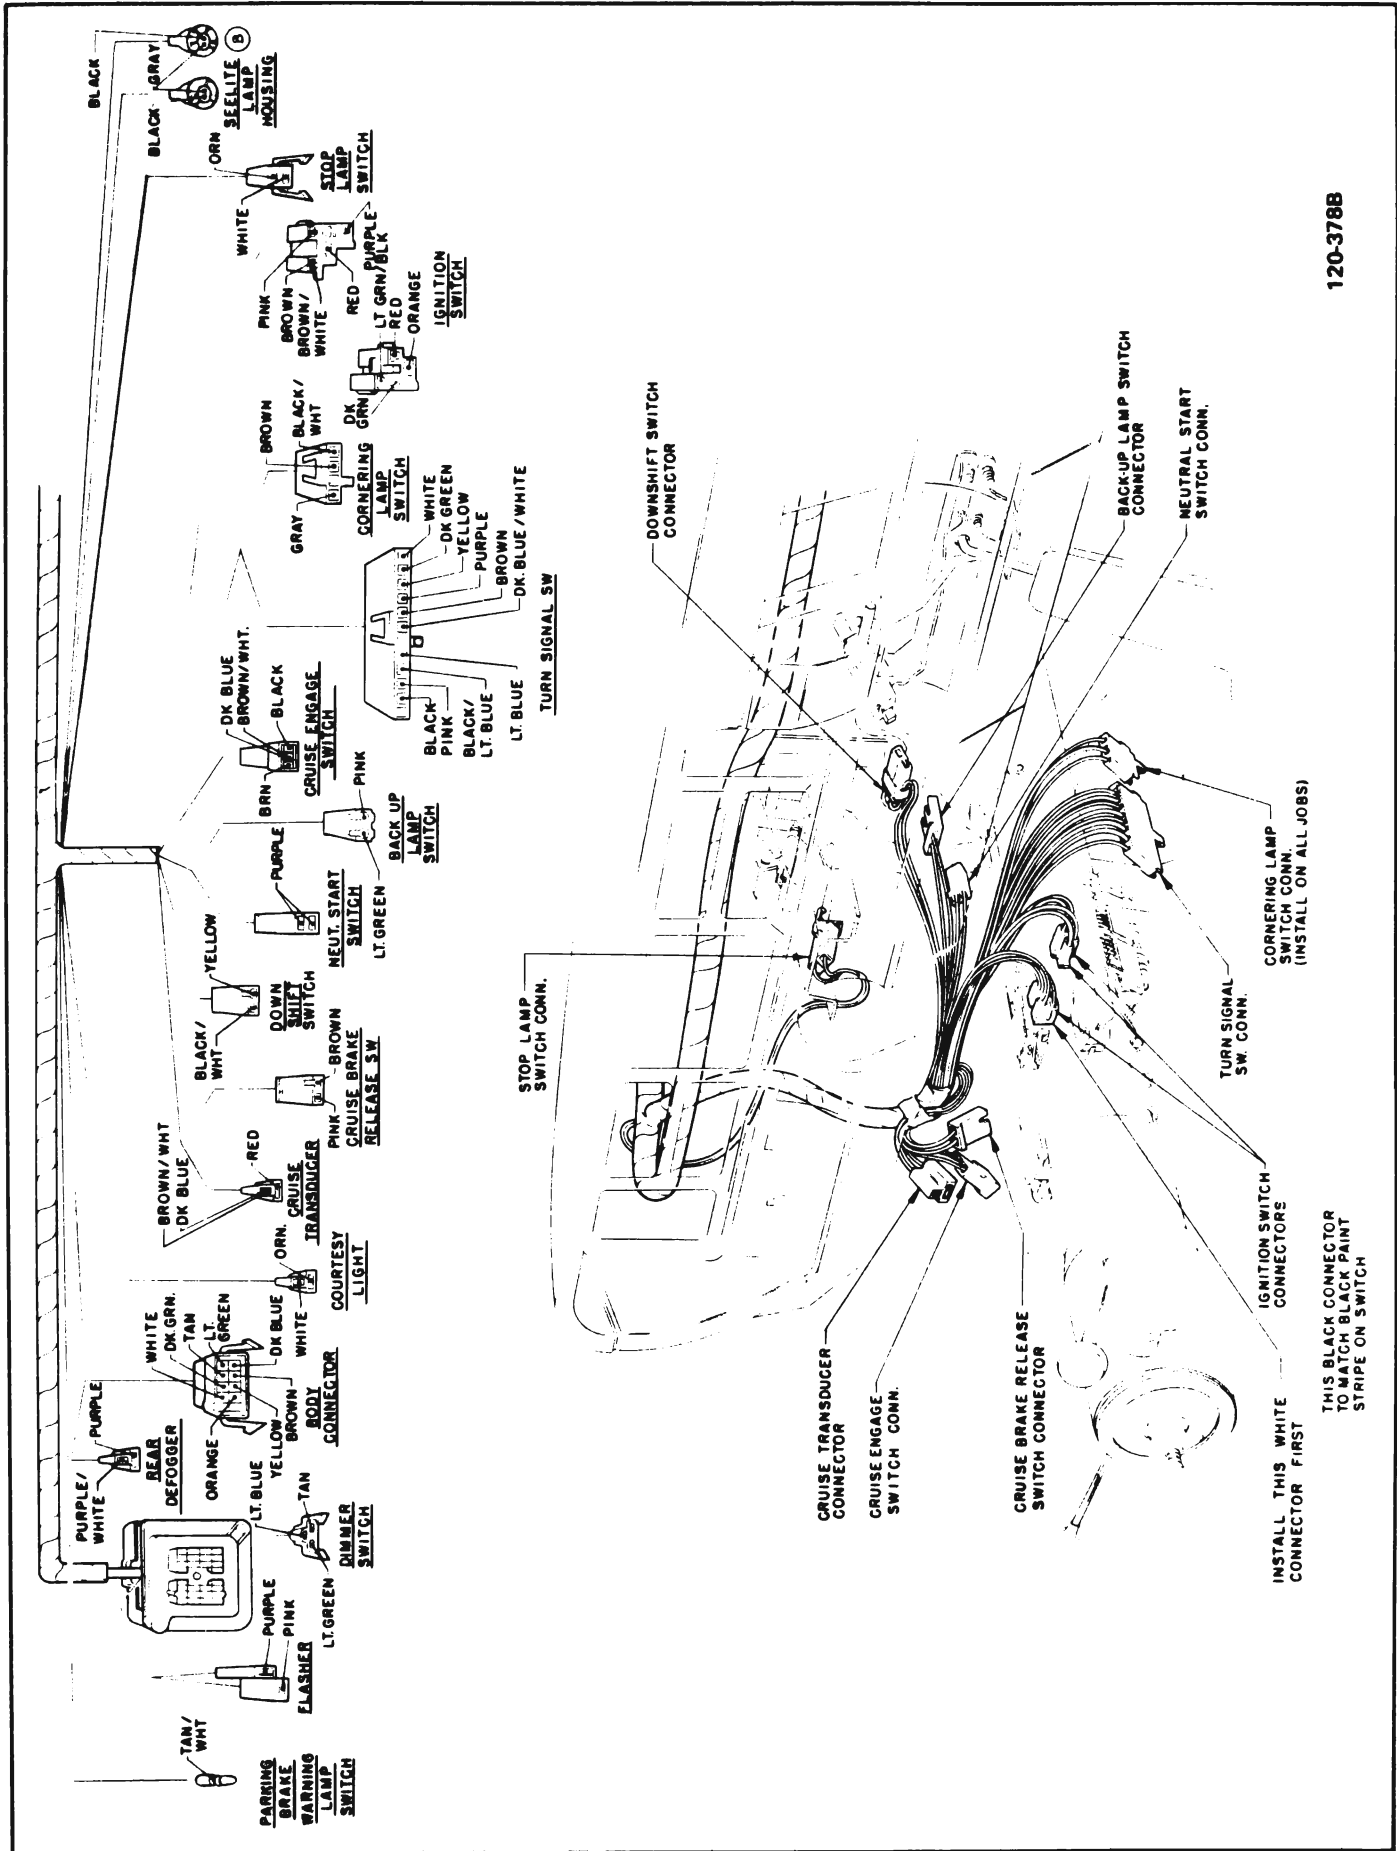 PARKING
BRAKE
WARNING
LAMP
SWITCH
TAN/
WHT
FLASHER
PURPLE
PINK
DIMMER
SWITCH
LT. BLUE
TAN
LT. GREEN
REAR
DEFOGGER
PURPLE/
WHITE
PURPLE
BODY
CONNECTOR
WHITE
DK. GRN.
TAN
LT.
GREEN
DK BLUE
ORANGE
YELLOW
BROWN
COURTESY
LIGHT
ORN.
WHITE
CRUISE
TRANSDUCER
BROWN/WHT
DK BLUE
RED
CRUISE BRAKE
RELEASE SW
PINK
BROWN
DOWN
SHIFT
SWITCH
BLACK/
WHT
YELLOW
NEUT. START
SWITCH
PURPLE
BACK UP
LAMP
SWITCH
LT. GREEN
PINK
CRUISE ENGAGE
SWITCH
DK BLUE
BROWN/WHT.
BLACK
BRN
TURN SIGNAL SW
BLACK
PINK
BLACK/
LT. BLUE
LT. BLUE
WHITE
DK GREEN
YELLOW
PURPLE
BROWN
DK. BLUE/WHITE
CORNERING
LAMP
SWITCH
BROWN
BLACK/
WHT
GRAY
IGNITION
SWITCH
PINK
BROWN
BROWN/
WHITE
RED
PURPLE
LT GRN/BLK
RED
ORANGE
DK
GRN
STOP
LAMP
SWITCH
ORN
WHITE
SEELITE
LAMP
HOUSING
BLACK
GRAY
BLACK
B
STOP LAMP
SWITCH CONN.
DOWNSHIFT SWITCH
CONNECTOR
BACK-UP LAMP SWITCH
CONNECTOR
NEUTRAL START
SWITCH CONN.
CRUISE TRANSDUCER
CONNECTOR
CRUISE ENGAGE
SWITCH CONN.
CRUISE BRAKE RELEASE
SWITCH CONNECTOR
TURN SIGNAL
SW. CONN.
CORNERING LAMP
SWITCH CONN.
(INSTALL ON ALL JOBS)
IGNITION SWITCH
CONNECTORS
INSTALL THIS WHITE
CONNECTOR FIRST
THIS BLACK CONNECTOR
TO MATCH BLACK PAINT
STRIPE ON SWITCH
120-378B